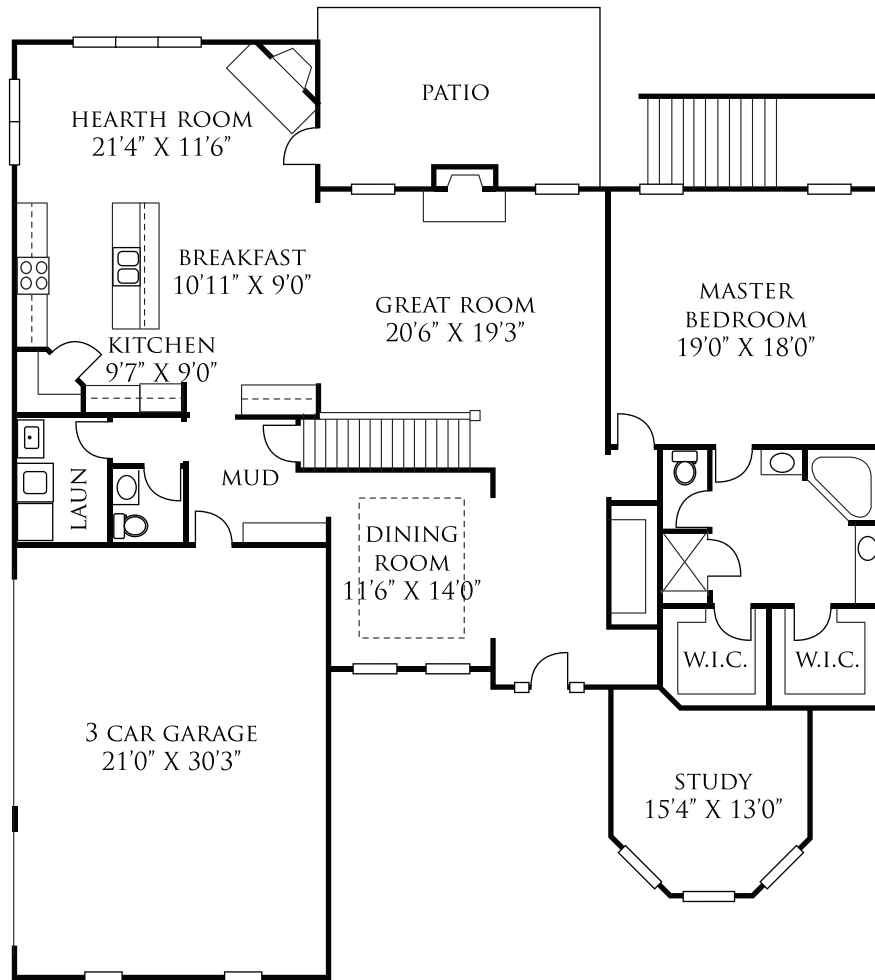 PATIO
HEARTH ROOM
21'4" X 11'6"
BREAKFAST
10'11" X 9'0"
GREAT ROOM
20'6" X 19'3"
MASTER
BEDROOM
19'0" X 18'0"
KITCHEN
9'7" X 9'0"
LAUN
MUD
DINING
ROOM
11'6" X 14'0"
W.I.C.
W.I.C.
3 CAR GARAGE
21'0" X 30'3"
STUDY
15'4" X 13'0"